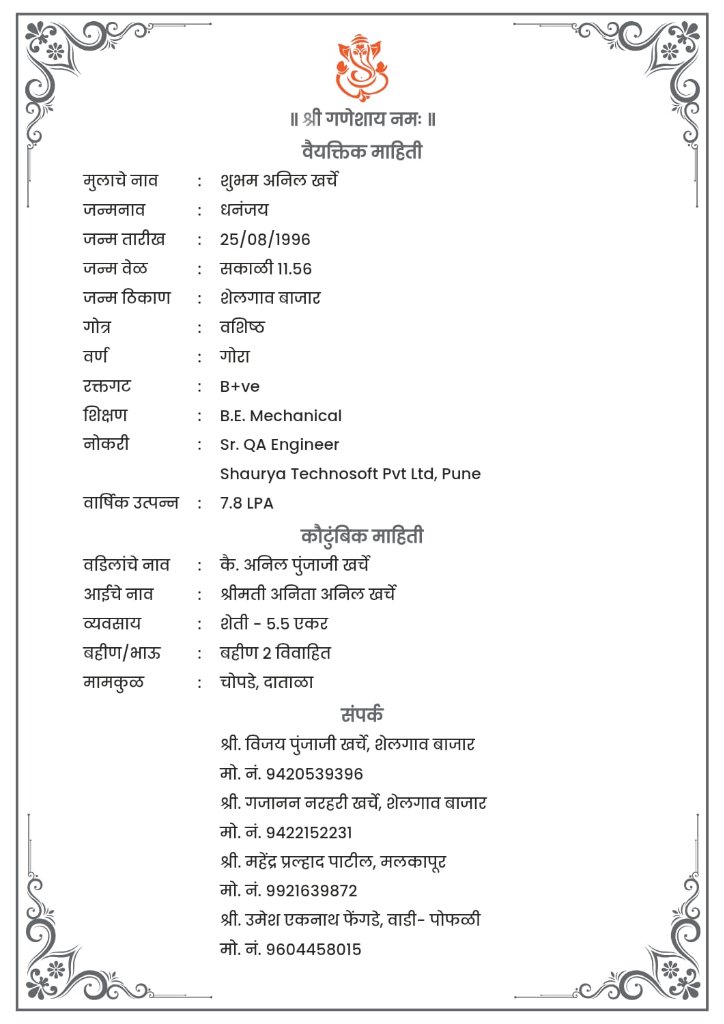 ॥ श्री गणेशाय नमः ॥
वैयक्तिक माहिती
मुलाचे नाव : शुभम अनिल खर्चे
जन्मनाव : धनंजय
जन्म तारीख : 25/08/1996
जन्म वेळ : सकाळी 11.56
जन्म ठिकाण : शेलगाव बाजार
गोत्र : वशिष्ठ
वर्ण : गोरा
रक्तगट : B+ve
शिक्षण : B.E. Mechanical
नोकरी : Sr. QA Engineer
Shaurya Technosoft Pvt Ltd, Pune
वार्षिक उत्पन्न : 7.8 LPA
कौटुंबिक माहिती
वडिलांचे नाव : कै. अनिल पुंजाजी खर्चे
आईचे नाव : श्रीमती अनिता अनिल खर्चे
व्यवसाय : शेती - 5.5 एकर
बहीण/भाऊ : बहीण 2 विवाहित
मामकुळ : चोपडे, दाताळा
संपर्क
श्री. विजय पुंजाजी खर्चे, शेलगाव बाजार
मो. नं. 9420539396
श्री. गजानन नरहरी खर्चे, शेलगाव बाजार
मो. नं. 9422152231
श्री. महेंद्र प्रल्हाद पाटील, मलकापूर
मो. नं. 9921639872
श्री. उमेश एकनाथ फेंगडे, वाडी- पोफळी
मो. नं. 9604458015